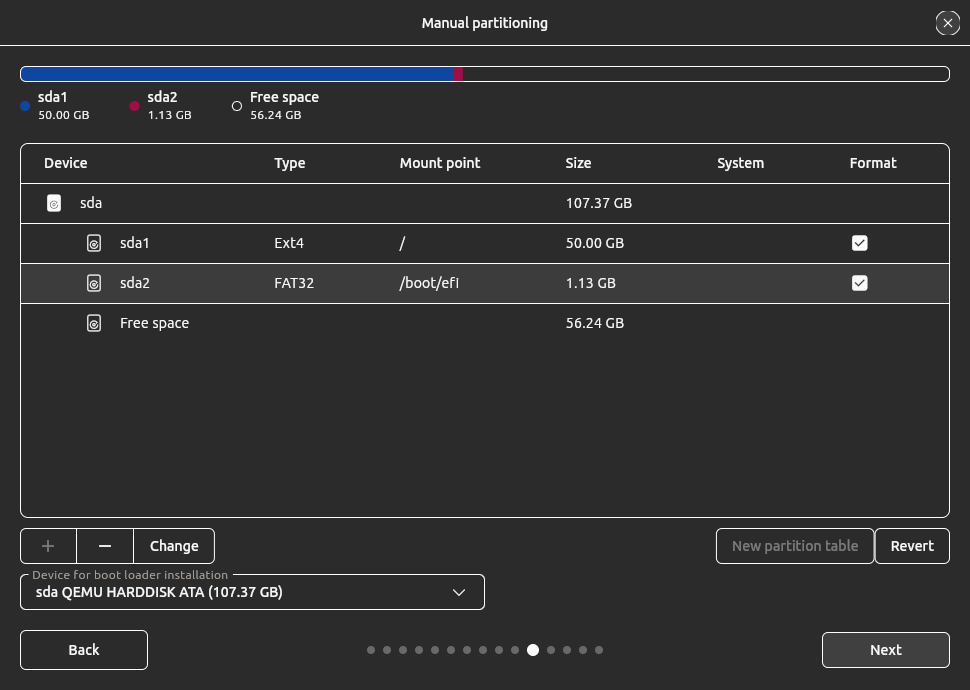 Manual partitioning
sda1
50.00 GB
sda2
1.13 GB
Free space
56.24 GB
Device Type Mount point Size System Format
sda 107.37 GB
sda1 Ext4 / 50.00 GB
sda2 FAT32 /boot/efi 1.13 GB
Free space 56.24 GB
+ − Change New partition table Revert
Device for boot loader installation
sda QEMU HARDDISK ATA (107.37 GB)
Back Next